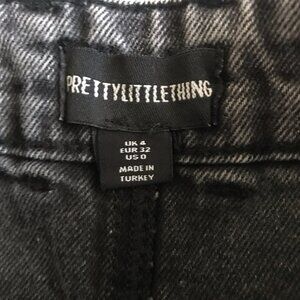 PRETTYLITTLETHING
UK 4
EUR 32
US 0
MADE IN
TURKEY